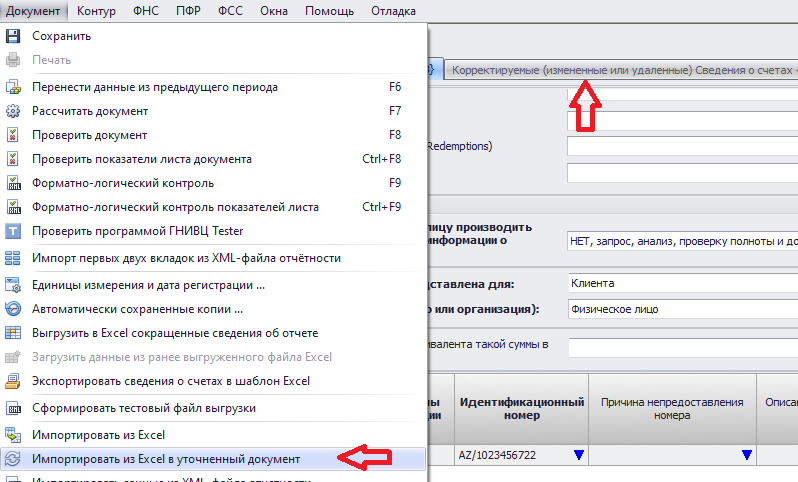 Документ Контур ФНС ПФР ФСС Окна Помощь Отладка
Сохранить
Печать
Перенести данные из предыдущего периода F6
Рассчитать документ F7
Проверить документ F8
Проверить показатели листа документа Ctrl+F8
Форматно-логический контроль F9
Форматно-логический контроль показателей листа Ctrl+F9
Проверить программой ГНИВЦ Tester
Импорт первых двух вкладок из XML-файла отчётности
Единицы измерения и дата регистрации ...
Автоматически сохраненные копии ...
Выгрузить в Excel сокращенные сведения об отчете
Загрузить данные из ранее выгруженного файла Excel
Экспортировать сведения о счетах в шаблон Excel
Сформировать тестовый файл выгрузки
Импортировать из Excel
Импортировать из Excel в уточненный документ
Корректируемые (измененные или удаленные) Сведения о счетах
Redemptions)
лицу производить
информации о
НЕТ, запрос, анализ, проверку полноты и до
ставлена для:
Клиента
о или организация):
Физическое лицо
ивалента такой суммы в
Идентификационный
номер
Причина непредоставления
номера
Описа
AZ/1023456722